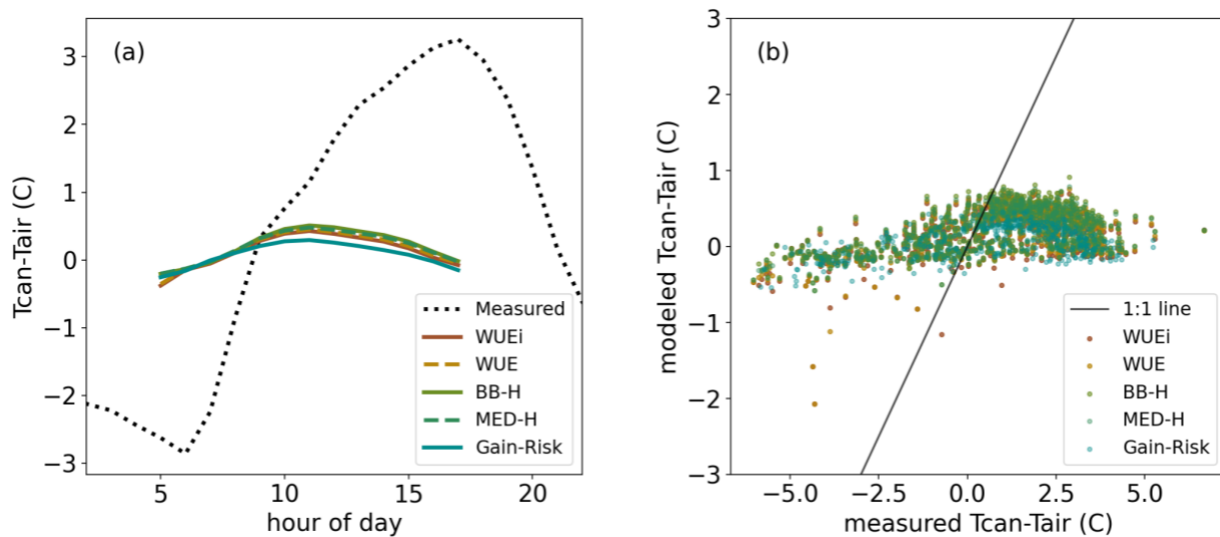 (a)
Tcan-Tair (C)
3
2
1
0
−1
−2
−3
5
10
15
20
hour of day
Measured
WUEi
WUE
BB-H
MED-H
Gain-Risk
(b)
modeled Tcan-Tair (C)
3
2
1
0
−1
−2
−3
−5.0
−2.5
0.0
2.5
5.0
measured Tcan-Tair (C)
1:1 line
WUEi
WUE
BB-H
MED-H
Gain-Risk